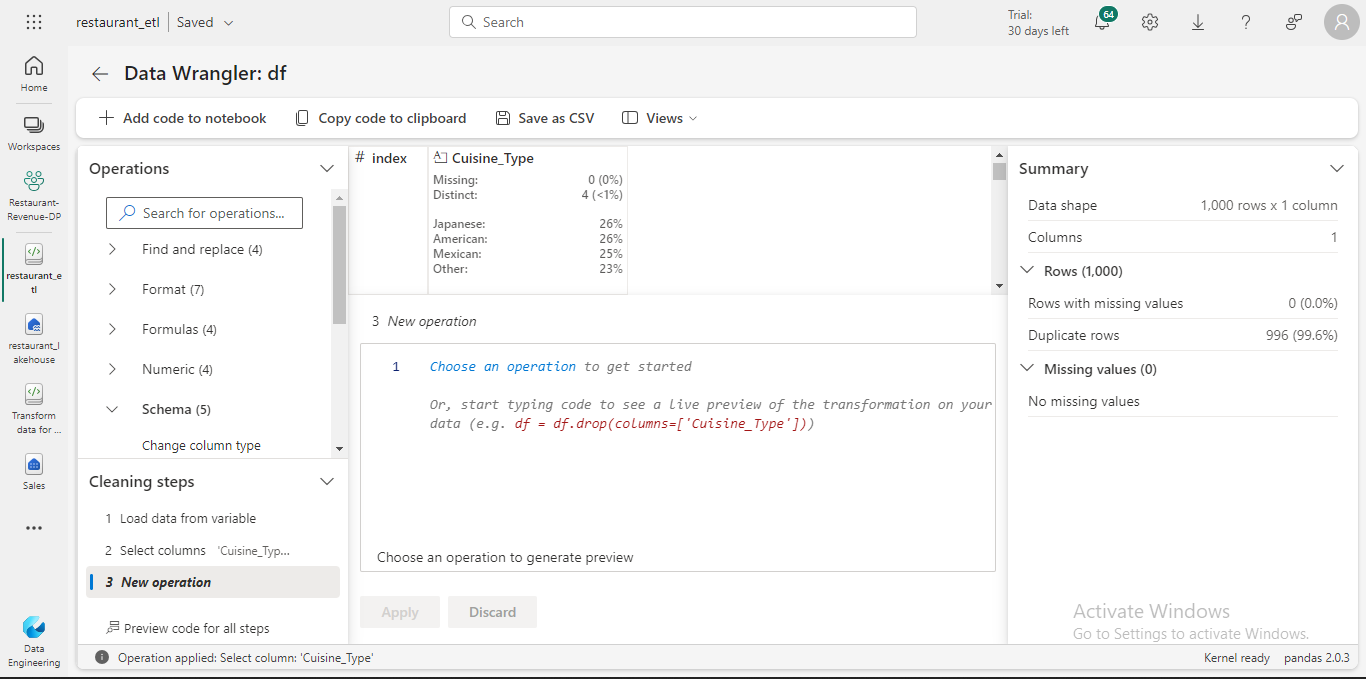 restaurant_etl
Saved
Search
Trial:
30 days left
64
Home
Workspaces
Restaurant-
Revenue-DP
restaurant_e
tl
restaurant_l
akehouse
Transform
data for ...
Sales
Data
Engineering
Data Wrangler: df
Add code to notebook
Copy code to clipboard
Save as CSV
Views
Operations
Search for operations...
Find and replace (4)
Format (7)
Formulas (4)
Numeric (4)
Schema (5)
Change column type
Cleaning steps
1 Load data from variable
2 Select columns 'Cuisine_Typ...
3 New operation
Preview code for all steps
# index
Cuisine_Type
Missing: 0 (0%)
Distinct: 4 (<1%)
Japanese: 26%
American: 26%
Mexican: 25%
Other: 23%
3 New operation
1 Choose an operation to get started
Or, start typing code to see a live preview of the transformation on your
data (e.g. df = df.drop(columns=['Cuisine_Type']))
Choose an operation to generate preview
Apply
Discard
Summary
Data shape 1,000 rows x 1 column
Columns 1
Rows (1,000)
Rows with missing values 0 (0.0%)
Duplicate rows 996 (99.6%)
Missing values (0)
No missing values
Activate Windows
Go to Settings to activate Windows.
Operation applied: Select column: 'Cuisine_Type'
Kernel ready
pandas 2.0.3